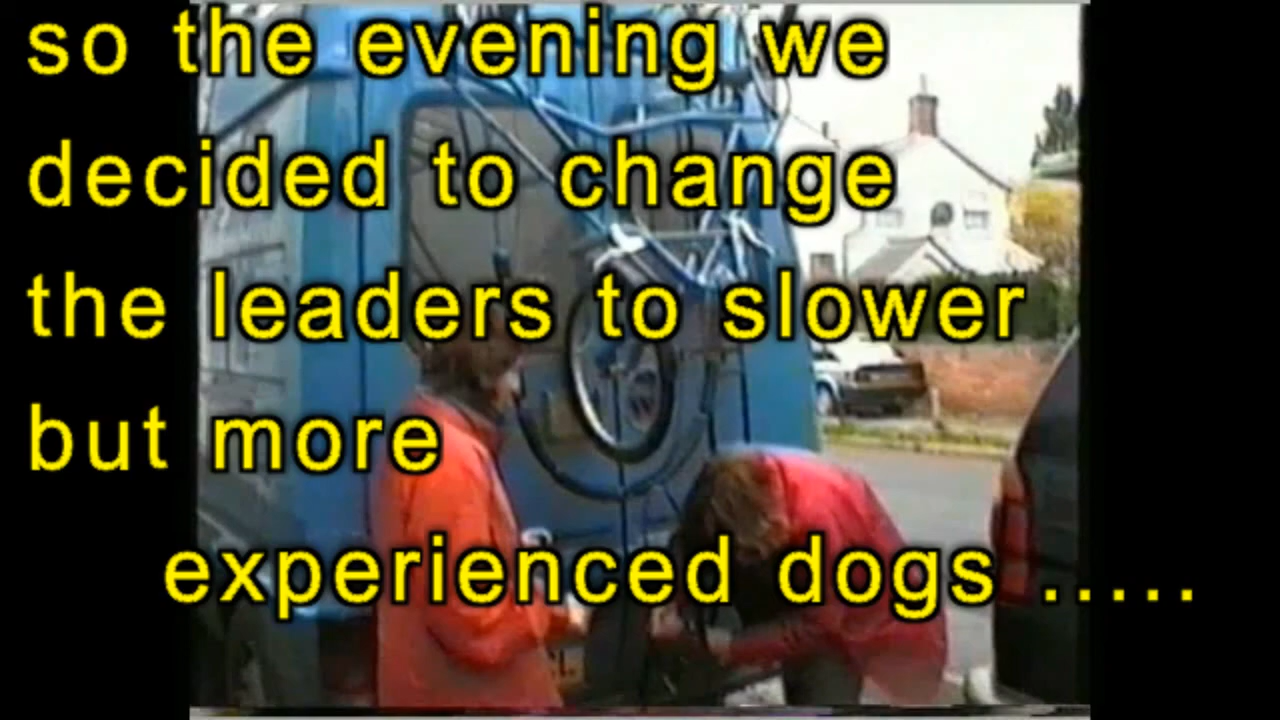 so the evening we
decided to change
the leaders to slower
but more
experienced dogs .....